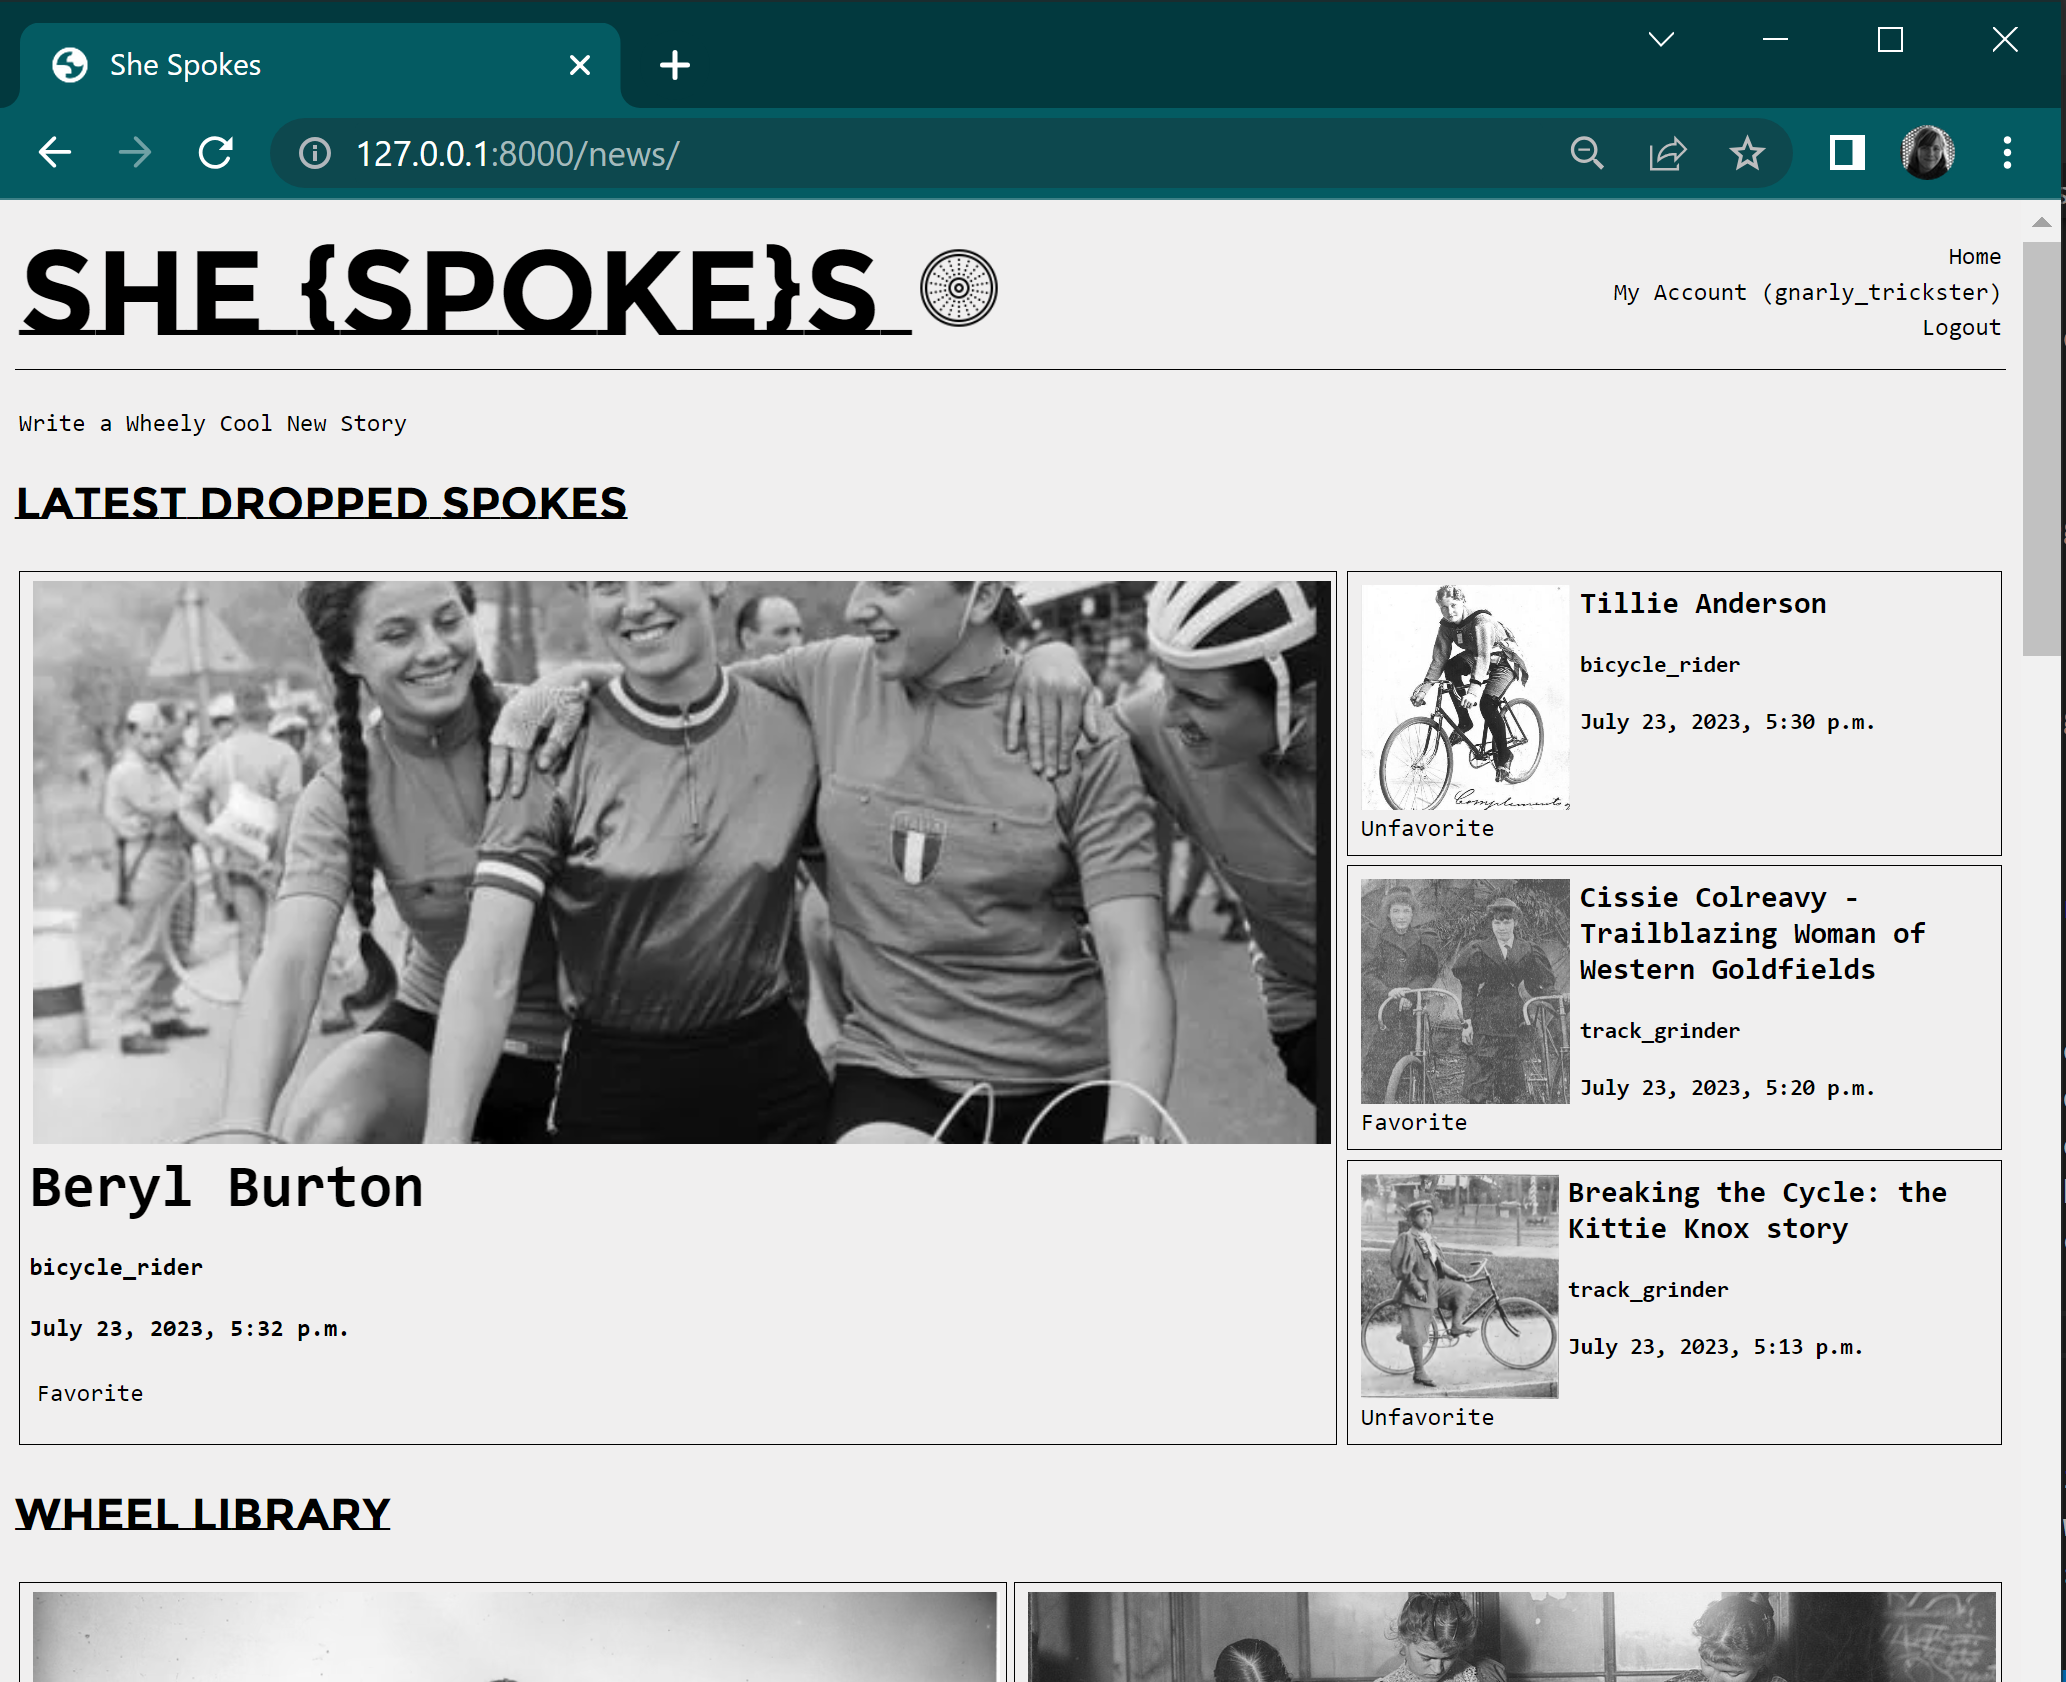 She Spokes
127.0.0.1:8000/news/
SHE {SPOKE}S
Home
My Account (gnarly_trickster)
Logout
Write a Wheely Cool New Story
LATEST DROPPED SPOKES
Beryl Burton
bicycle_rider
July 23, 2023, 5:32 p.m.
Favorite
Tillie Anderson
bicycle_rider
July 23, 2023, 5:30 p.m.
Unfavorite
Cissie Colreavy -
Trailblazing Woman of
Western Goldfields
track_grinder
July 23, 2023, 5:20 p.m.
Favorite
Breaking the Cycle: the
Kittie Knox story
track_grinder
July 23, 2023, 5:13 p.m.
Unfavorite
WHEEL LIBRARY